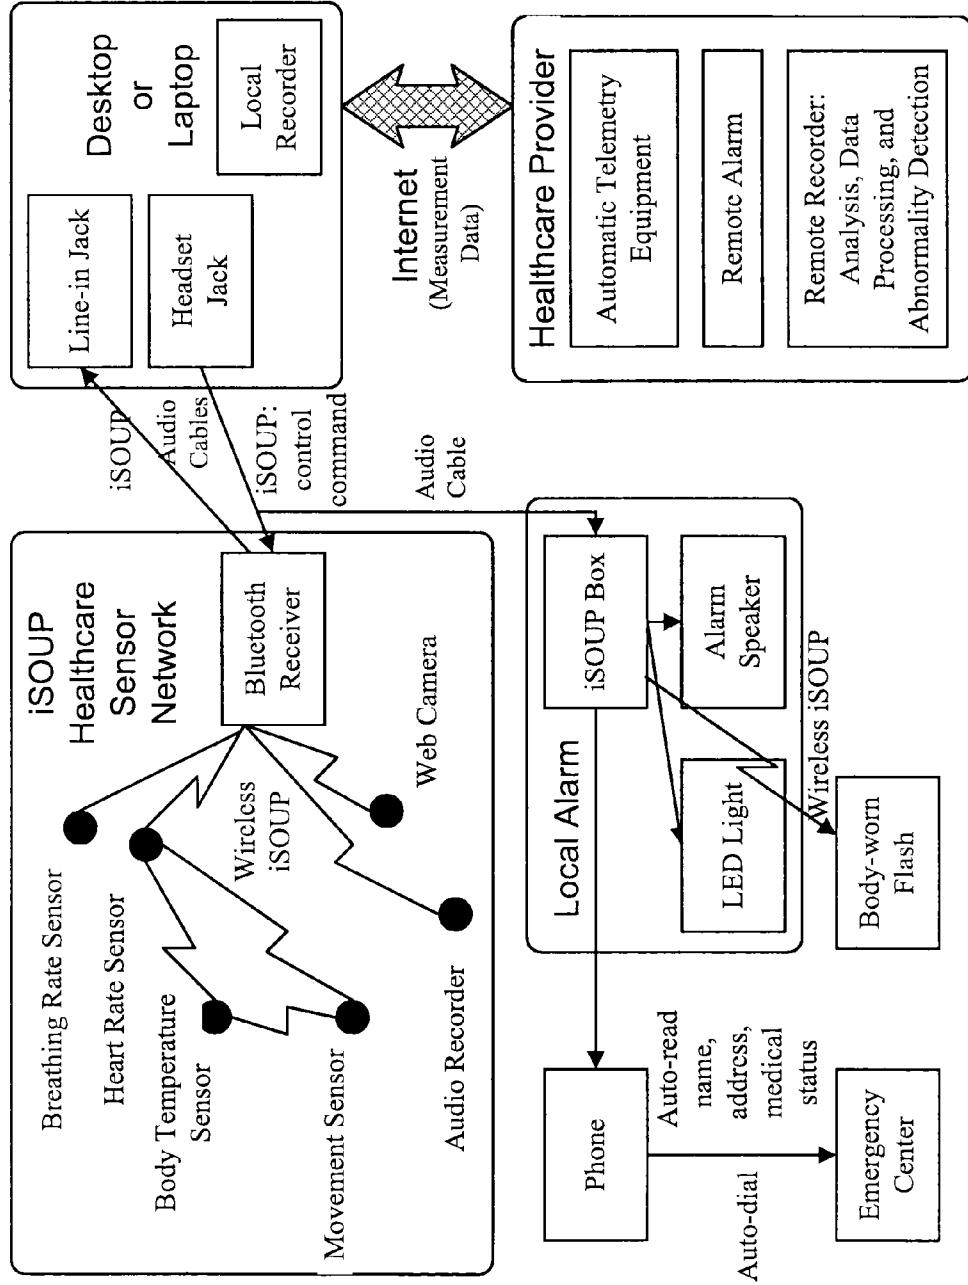 iSOUP
Healthcare
Sensor
Network
Breathing Rate Sensor
Heart Rate Sensor
Body Temperature
Sensor
Movement Sensor
Audio Recorder
Web Camera
Wireless
iSOUP
Bluetooth
Receiver
iSOUP
Audio
Cables
iSOUP:
control
command
Audio
Cable
Desktop
or
Laptop
Line-in Jack
Headset
Jack
Local
Recorder
Internet
(Measurement
Data)
Healthcare Provider
Automatic Telemetry
Equipment
Remote Alarm
Remote Recorder:
Analysis, Data
Processing, and
Abnormality Detection
Local Alarm
iSOUP Box
LED Light
Alarm
Speaker
Wireless iSOUP
Body-worn
Flash
Phone
Auto-read
name,
address,
medical
status
Auto-dial
Emergency
Center